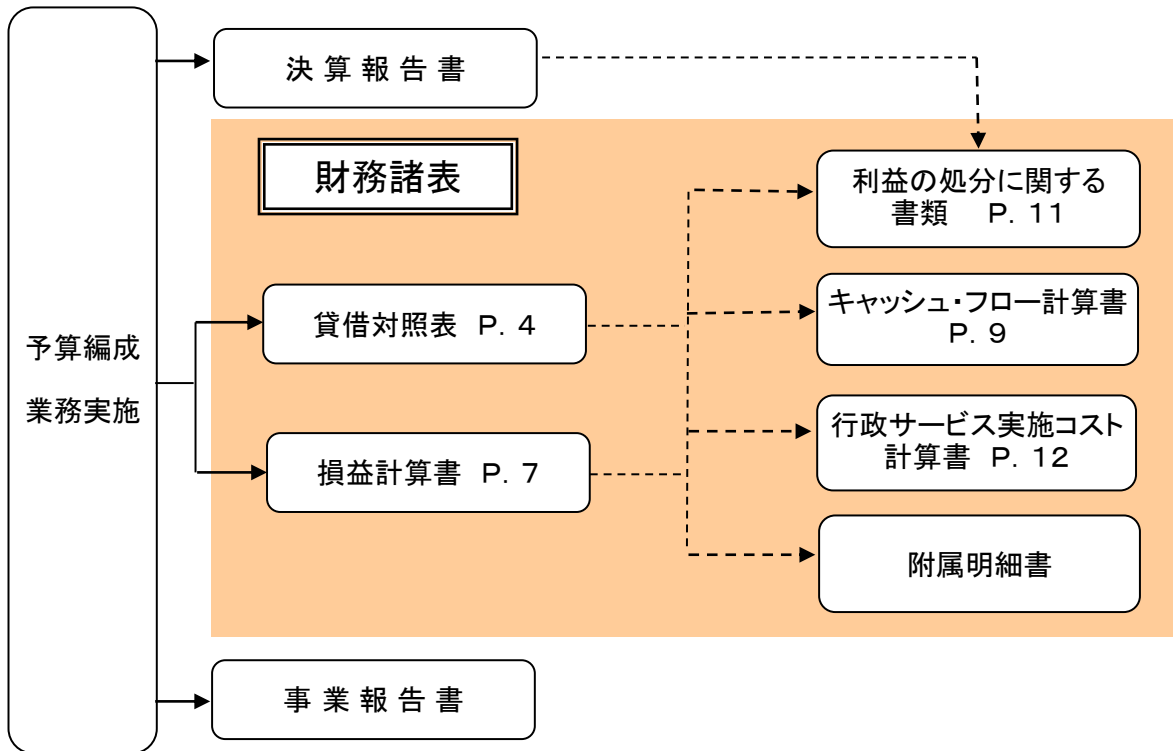 予算編成
業務実施
決 算 報 告 書
財務諸表
貸借対照表 P. 4
損益計算書 P. 7
利益の処分に関する
書類 P. 11
キャッシュ・フロー計算書
P. 9
行政サービス実施コスト
計算書 P. 12
附属明細書
事 業 報 告 書